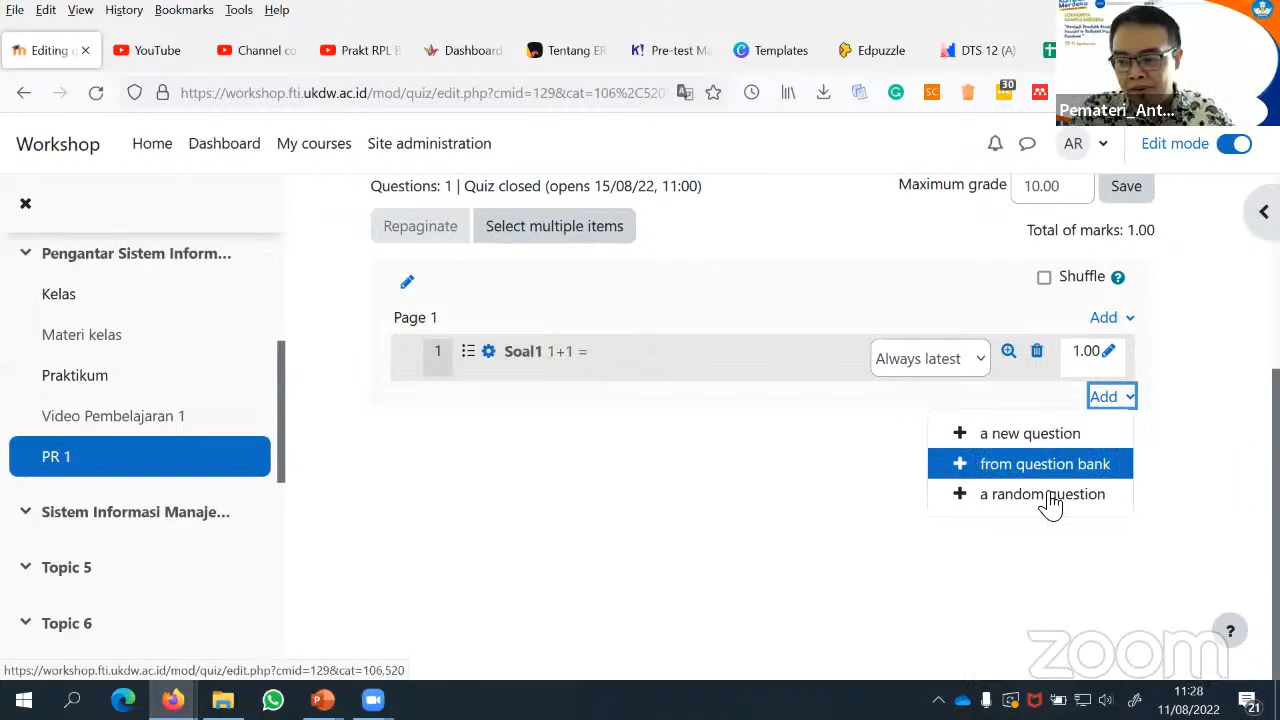 File Edit View History Bookmarks Tools Help
Editing
YouTube
Channel co
Dashboard
Pre-test Ma
Templates
Edpuzzle
DTS 12 (A)
https://workshop.fti.ukdw.ac.id/mod/quiz/edit.php?cmid=129&cat=106%2C520
30
Pemateri_Ant...
Workshop Home Dashboard My courses Site administration AR Edit mode
Questions: 1 | Quiz closed (opens 15/08/22, 11:00)
Maximum grade 10.00 Save
Repaginate Select multiple items
Total of marks: 1.00
Shuffle
Page 1 Add
1 Soal1 1+1 = Always latest 1.00
Add
a new question
from question bank
a random question
Pengantar Sistem Inform...
Kelas
Materi kelas
Praktikum
Video Pembelajaran 1
PR 1
Sistem Informasi Manaje...
Topic 5
Topic 6
?
zoom
https://workshop.fti.ukdw.ac.id/mod/quiz/edit.php?cmid=129&cat=106,520
11:28
11/08/2022
21